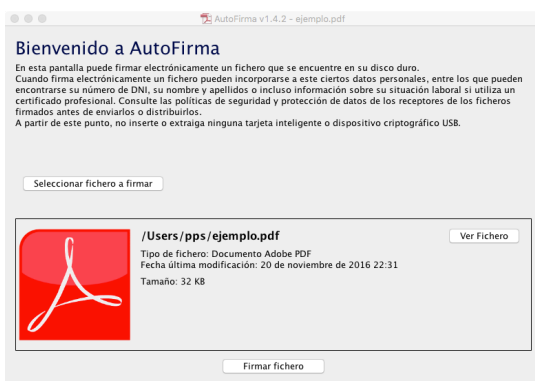 AutoFirma v1.4.2 - ejemplo.pdf
Bienvenido a AutoFirma
En esta pantalla puede firmar electrónicamente un fichero que se encuentre en su disco duro.
Cuando firma electrónicamente un fichero pueden incorporarse a este ciertos datos personales, entre los que pueden
encontrarse su número de DNI, su nombre y apellidos o incluso información sobre su situación laboral si utiliza un
certificado profesional. Consulte las políticas de seguridad y protección de datos de los receptores de los ficheros
firmados antes de enviarlos o distribuirlos.
A partir de este punto, no inserte o extraiga ninguna tarjeta inteligente o dispositivo criptográfico USB.
Seleccionar fichero a firmar
/Users/pps/ejemplo.pdf
Ver Fichero
Tipo de fichero: Documento Adobe PDF
Fecha última modificación: 20 de noviembre de 2016 22:31
Tamaño: 32 KB
Firmar fichero